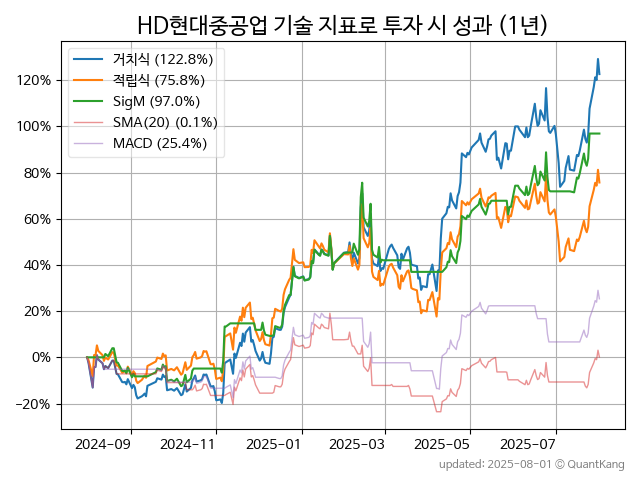 HD현대중공업 기술 지표로 투자 시 성과 (1년)
거치식 (122.8%)
적립식 (75.8%)
SigM (97.0%)
SMA(20) (0.1%)
MACD (25.4%)
120%
100%
80%
60%
40%
20%
0%
−20%
2024−09
2024−11
2025−01
2025−03
2025−05
2025−07
updated: 2025-08-01 © QuantKang